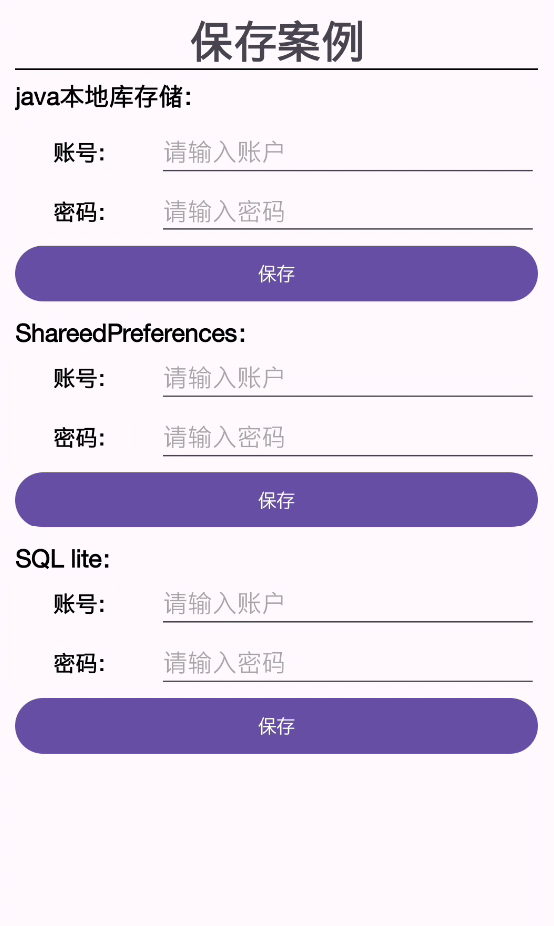 保存案例
java本地库存储:
账号: 请输入账户
密码: 请输入密码
保存
ShareedPreferences:
账号: 请输入账户
密码: 请输入密码
保存
SQL lite:
账号: 请输入账户
密码: 请输入密码
保存